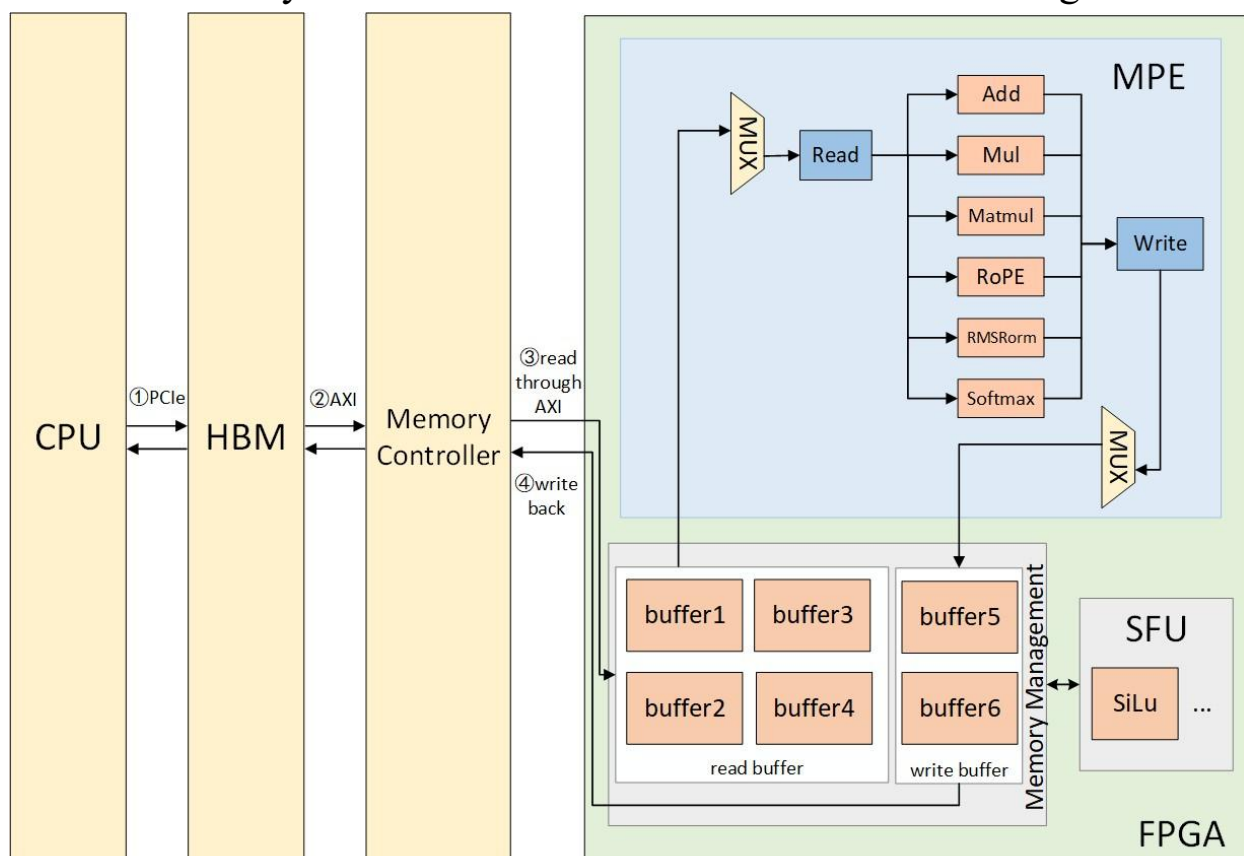 CPU
①PCIe
HBM
②AXI
Memory
Controller
③read
through
AXI
④write
back
MPE
MUX
Read
Add
Mul
Matmul
RoPE
RMSRorm
Softmax
Write
MUX
buffer1
buffer3
buffer2
buffer4
read buffer
buffer5
buffer6
write buffer
Memory Management
SFU
SiLu
...
FPGA